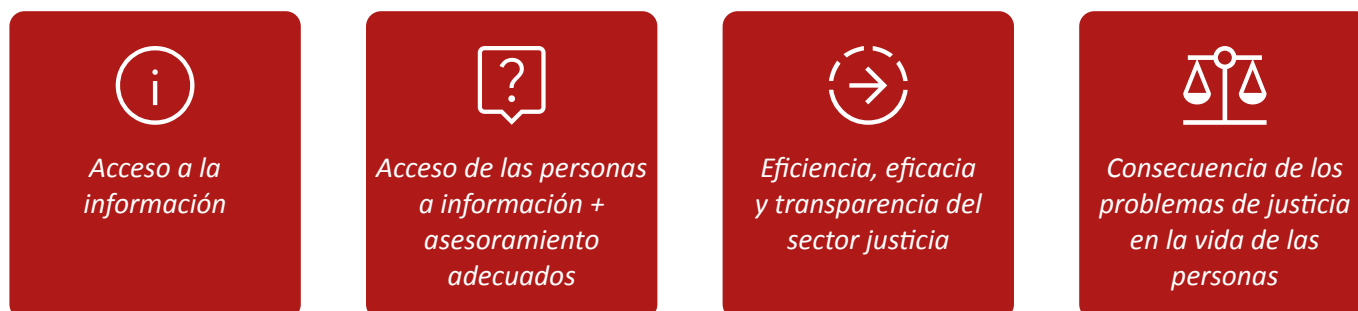 i
Acceso a la
información
?
Acceso de las personas
a información +
asesoramiento
adecuados
Eficiencia, eficacia
y transparencia del
sector justicia
Consecuencia de los
problemas de justicia
en la vida de las
personas